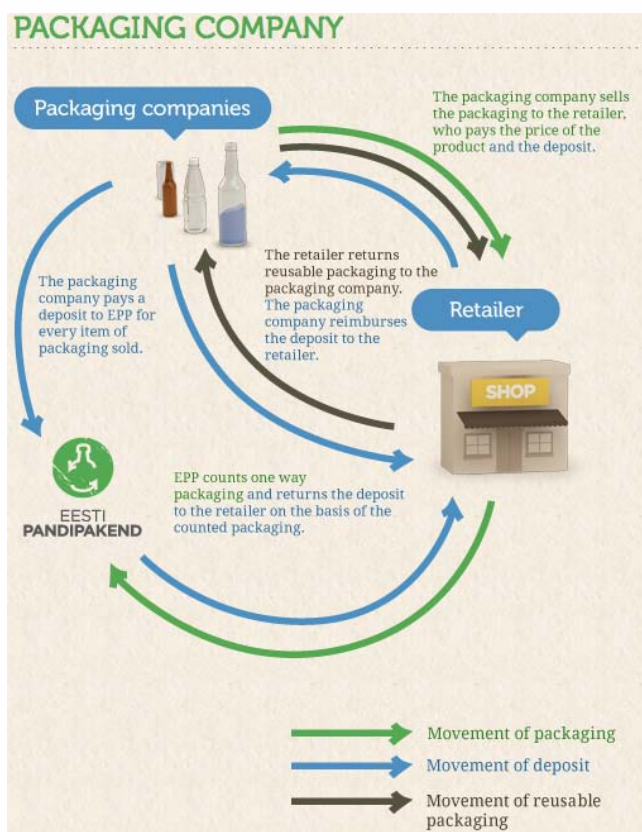 PACKAGING COMPANY
Packaging companies
The packaging company sells
the packaging to the retailer,
who pays the price of the
product and the deposit.
The retailer returns
reusable packaging to the
packaging company.
The packaging
company reimburses
the deposit to the
retailer.
The packaging
company pays a
deposit to EPP for
every item of
packaging sold.
Retailer
SHOP
EESTI
PANDIPAKEND
EPP counts one way
packaging and returns the deposit
to the retailer on the basis of the
counted packaging.
Movement of packaging
Movement of deposit
Movement of reusable
packaging